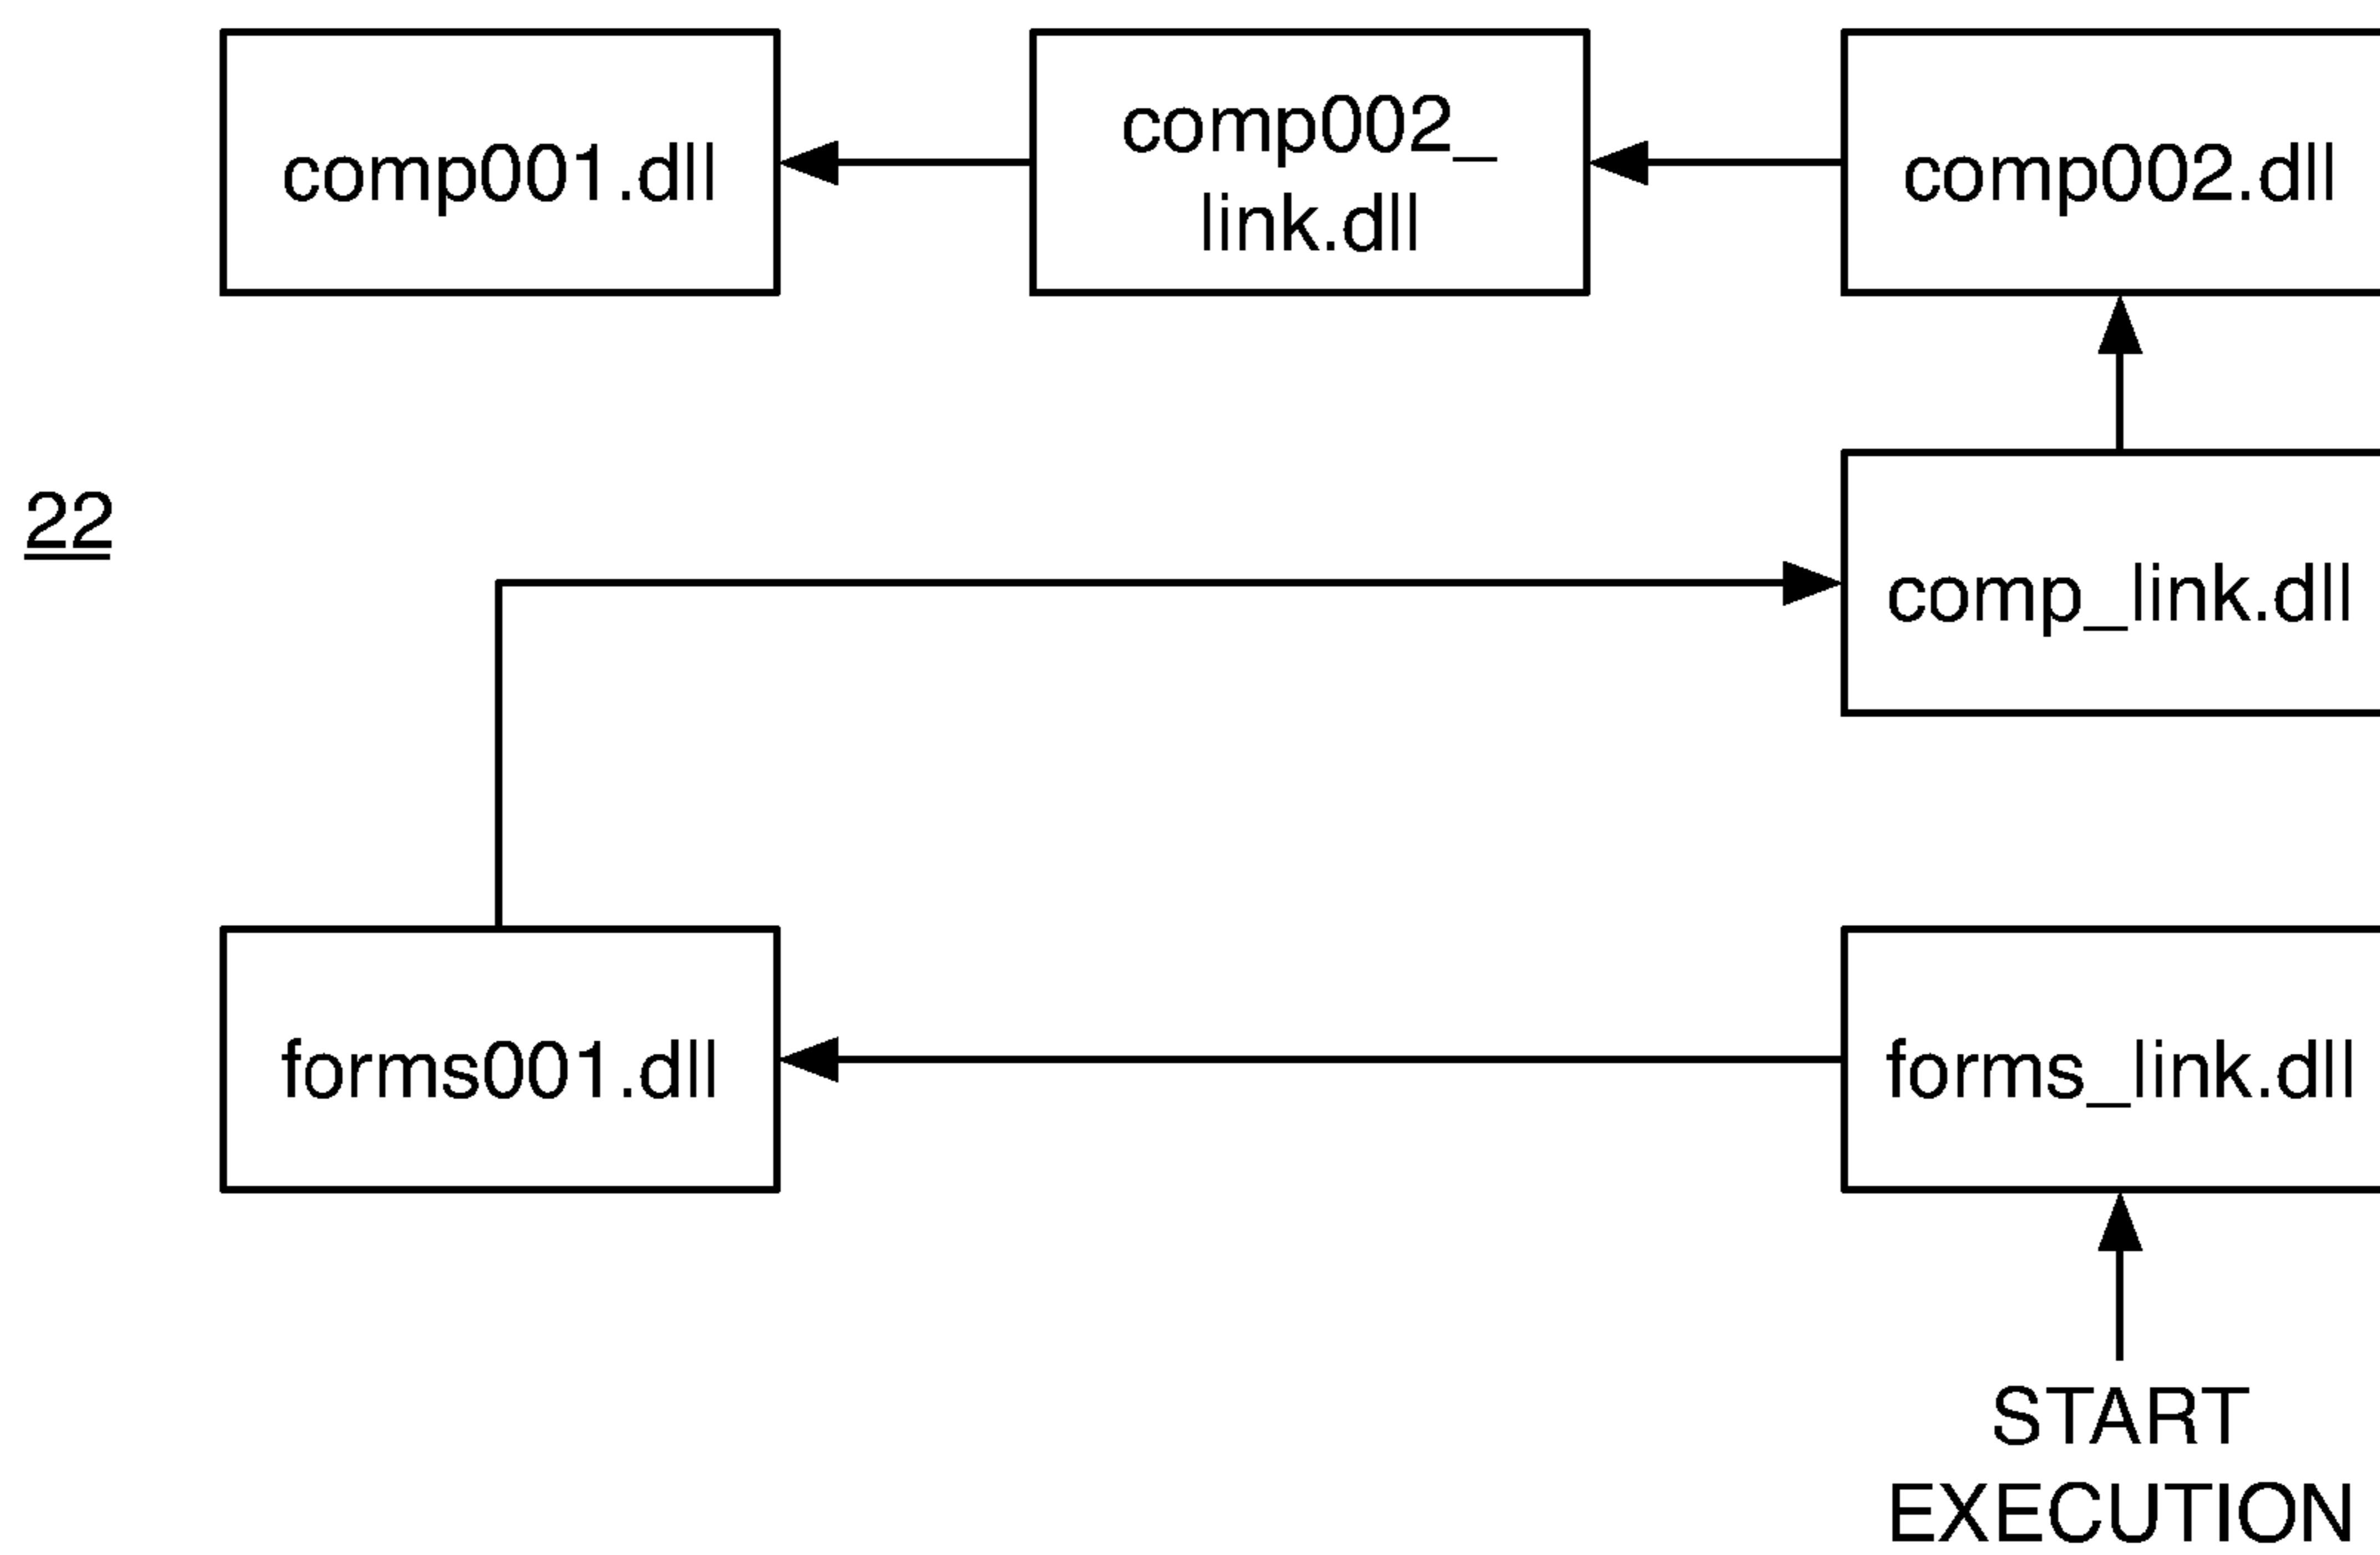 comp001.dll
comp002_
link.dll
comp002.dll
22
comp_link.dll
forms001.dll
forms_link.dll
START
EXECUTION